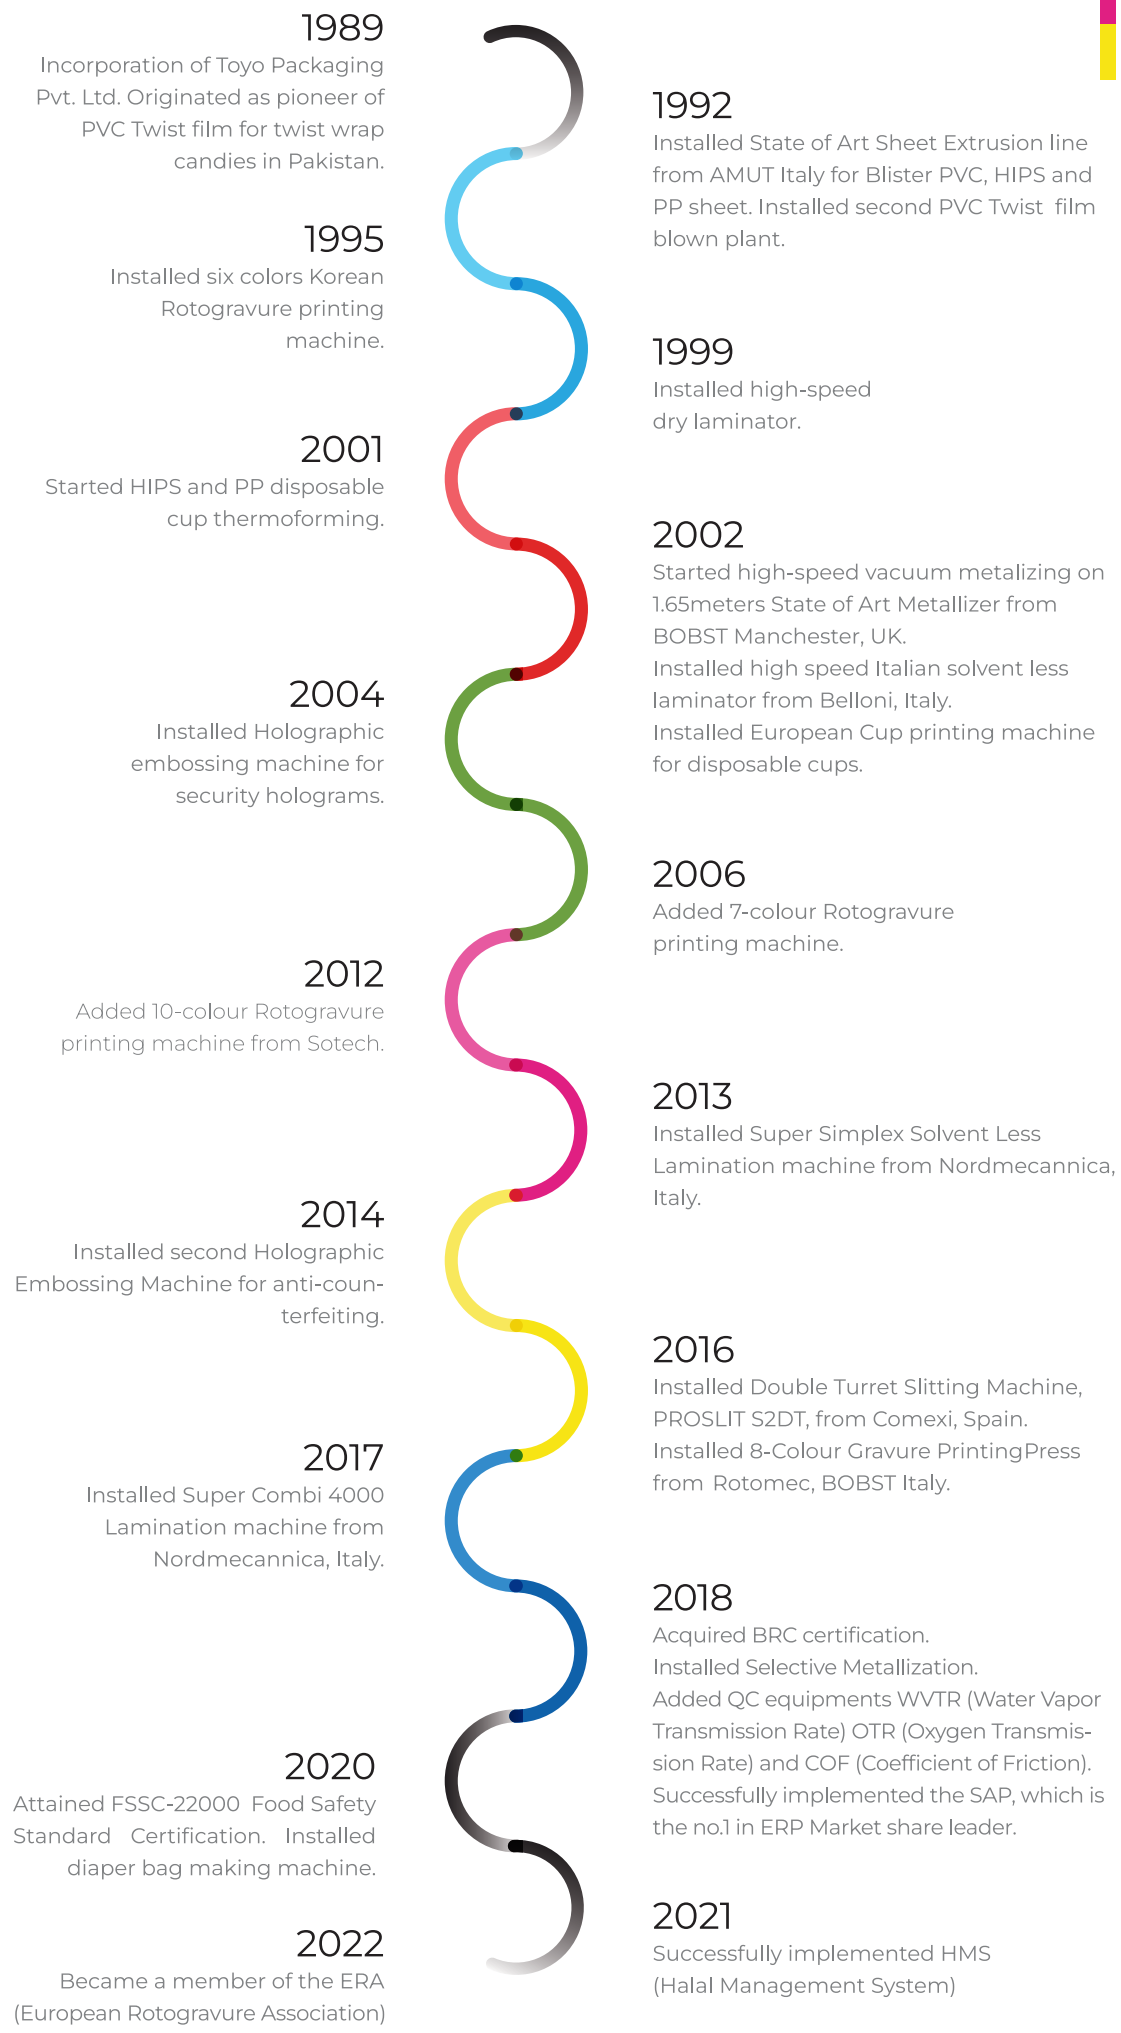 1989
Incorporation of Toyo Packaging
Pvt. Ltd. Originated as pioneer of
PVC Twist film for twist wrap
candies in Pakistan.
1992
Installed State of Art Sheet Extrusion line
from AMUT Italy for Blister PVC, HIPS and
PP sheet. Installed second PVC Twist film
blown plant.
1995
Installed six colors Korean
Rotogravure printing
machine.
1999
Installed high-speed
dry laminator.
2001
Started HIPS and PP disposable
cup thermoforming.
2002
Started high-speed vacuum metalizing on
1.65meters State of Art Metallizer from
BOBST Manchester, UK.
Installed high speed Italian solvent less
laminator from Belloni, Italy.
Installed European Cup printing machine
for disposable cups.
2004
Installed Holographic
embossing machine for
security holograms.
2006
Added 7-colour Rotogravure
printing machine.
2012
Added 10-colour Rotogravure
printing machine from Sotech.
2013
Installed Super Simplex Solvent Less
Lamination machine from Nordmecannica,
Italy.
2014
Installed second Holographic
Embossing Machine for anti-coun-
terfeiting.
2016
Installed Double Turret Slitting Machine,
PROSLIT S2DT, from Comexi, Spain.
Installed 8-Colour Gravure PrintingPress
from Rotomec, BOBST Italy.
2017
Installed Super Combi 4000
Lamination machine from
Nordmecannica, Italy.
2018
Acquired BRC certification.
Installed Selective Metallization.
Added QC equipments WVTR (Water Vapor
Transmission Rate) OTR (Oxygen Transmis-
sion Rate) and COF (Coefficient of Friction).
Successfully implemented the SAP, which is
the no.1 in ERP Market share leader.
2020
Attained FSSC-22000 Food Safety
Standard Certification. Installed
diaper bag making machine.
2021
Successfully implemented HMS
(Halal Management System)
2022
Became a member of the ERA
(European Rotogravure Association)